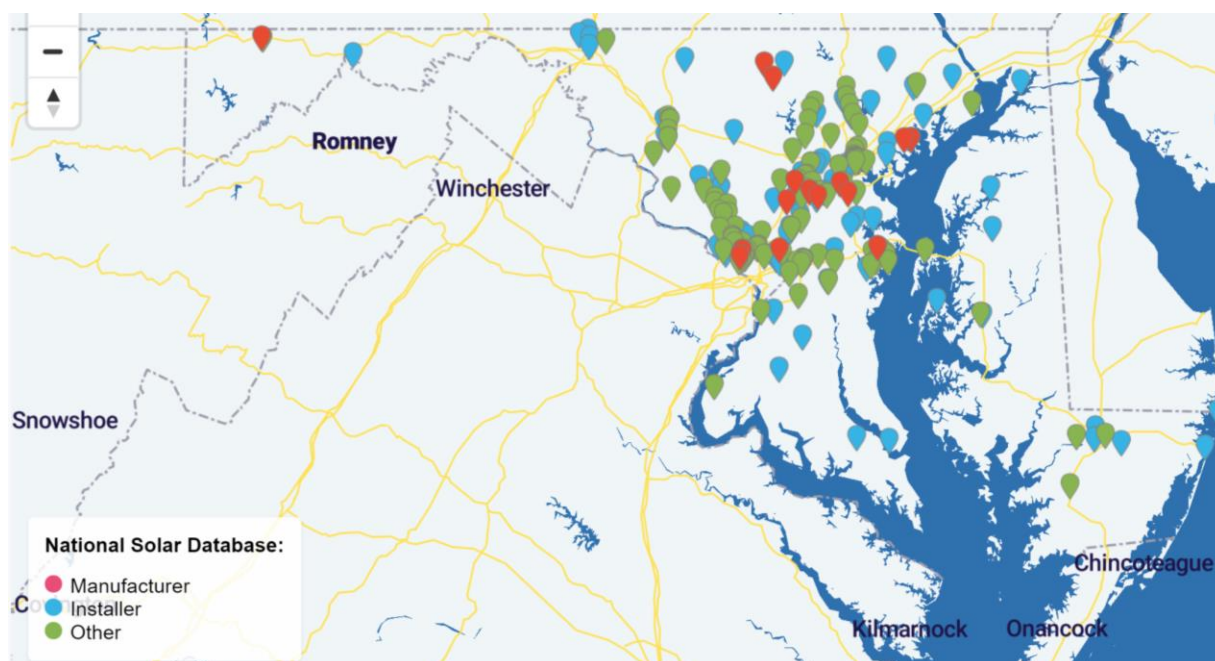 Romney
Winchester
Snowshoe
National Solar Database:
Manufacturer
Installer
Other
Chincoteague
Kilmarnock
Onancock